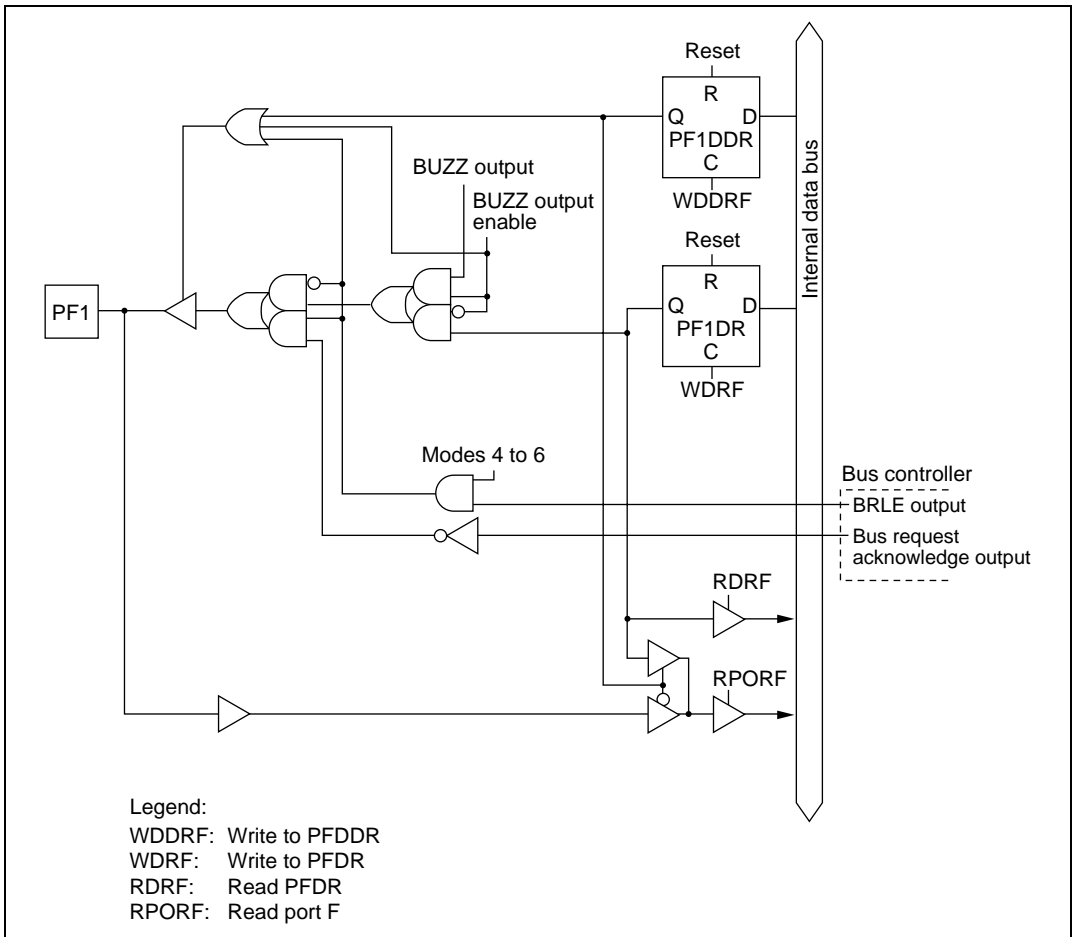 Reset
R
Q D
PF1DDR
C
WDDRF
BUZZ output
BUZZ output
enable
Internal data bus
Reset
R
Q D
PF1DR
C
WDRF
PF1
Modes 4 to 6
Bus controller
BRLE output
Bus request
acknowledge output
RDRF
RPORF
Legend:
WDDRF: Write to PFDDR
WDRF: Write to PFDR
RDRF: Read PFDR
RPORF: Read port F